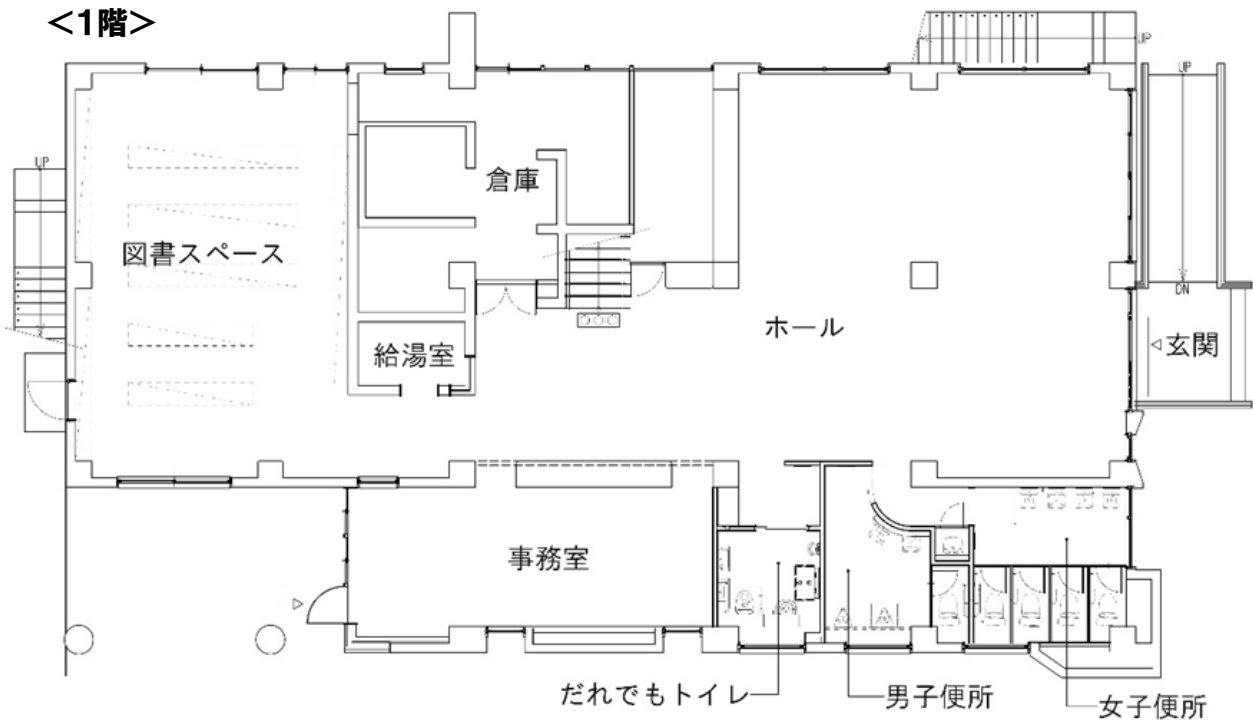 <1階>
UP
UP
UP
倉庫
図書スペース
DN
ホール
玄関
給湯室
事務室
だれでもトイレ
男子便所
女子便所